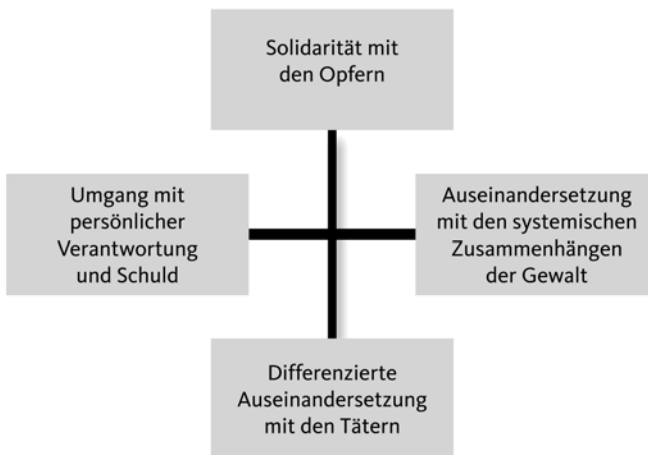 Solidarität mit
den Opfern
Umgang mit
persönlicher
Verantwortung
und Schuld
Auseinandersetzung
mit den systemischen
Zusammenhängen
der Gewalt
Differenzierte
Auseinandersetzung
mit den Tätern